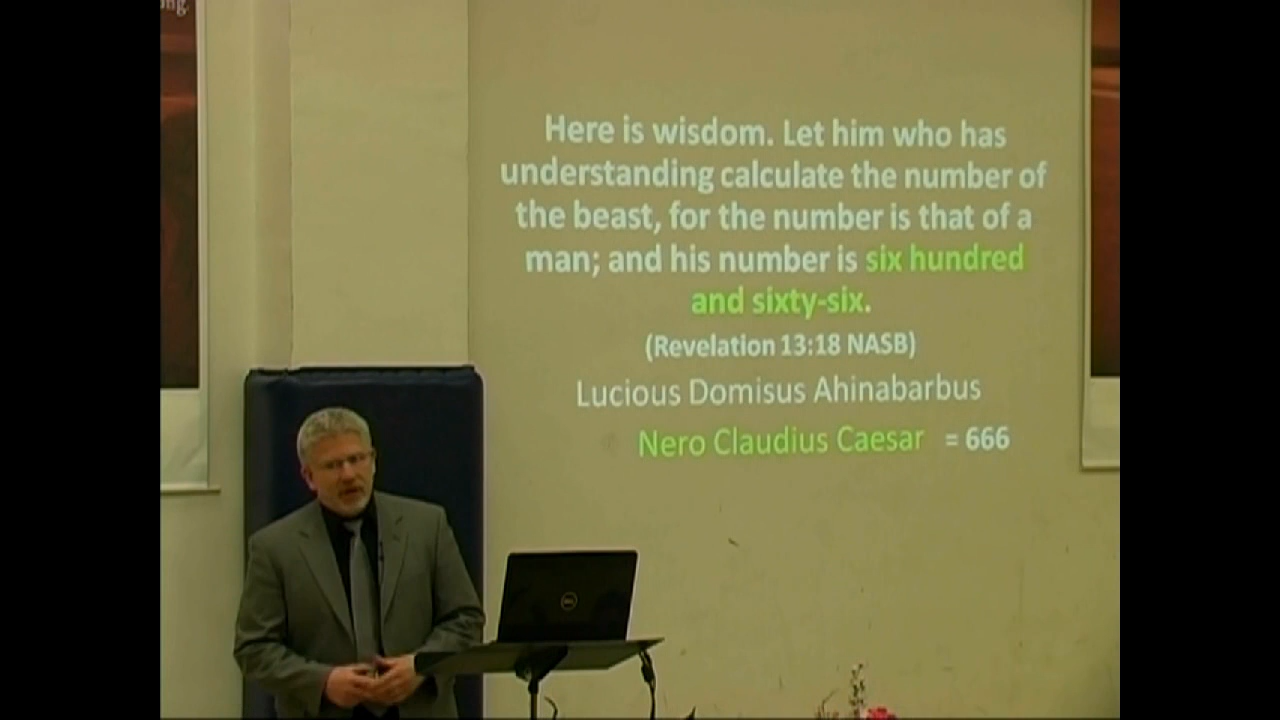 ong.
Here is wisdom. Let him who has
understanding calculate the number of
the beast, for the number is that of a
man; and his number is six hundred
and sixty-six.
(Revelation 13:18 NASB)
Lucious Domisus Ahinabarbus
Nero Claudius Caesar = 666
DELL